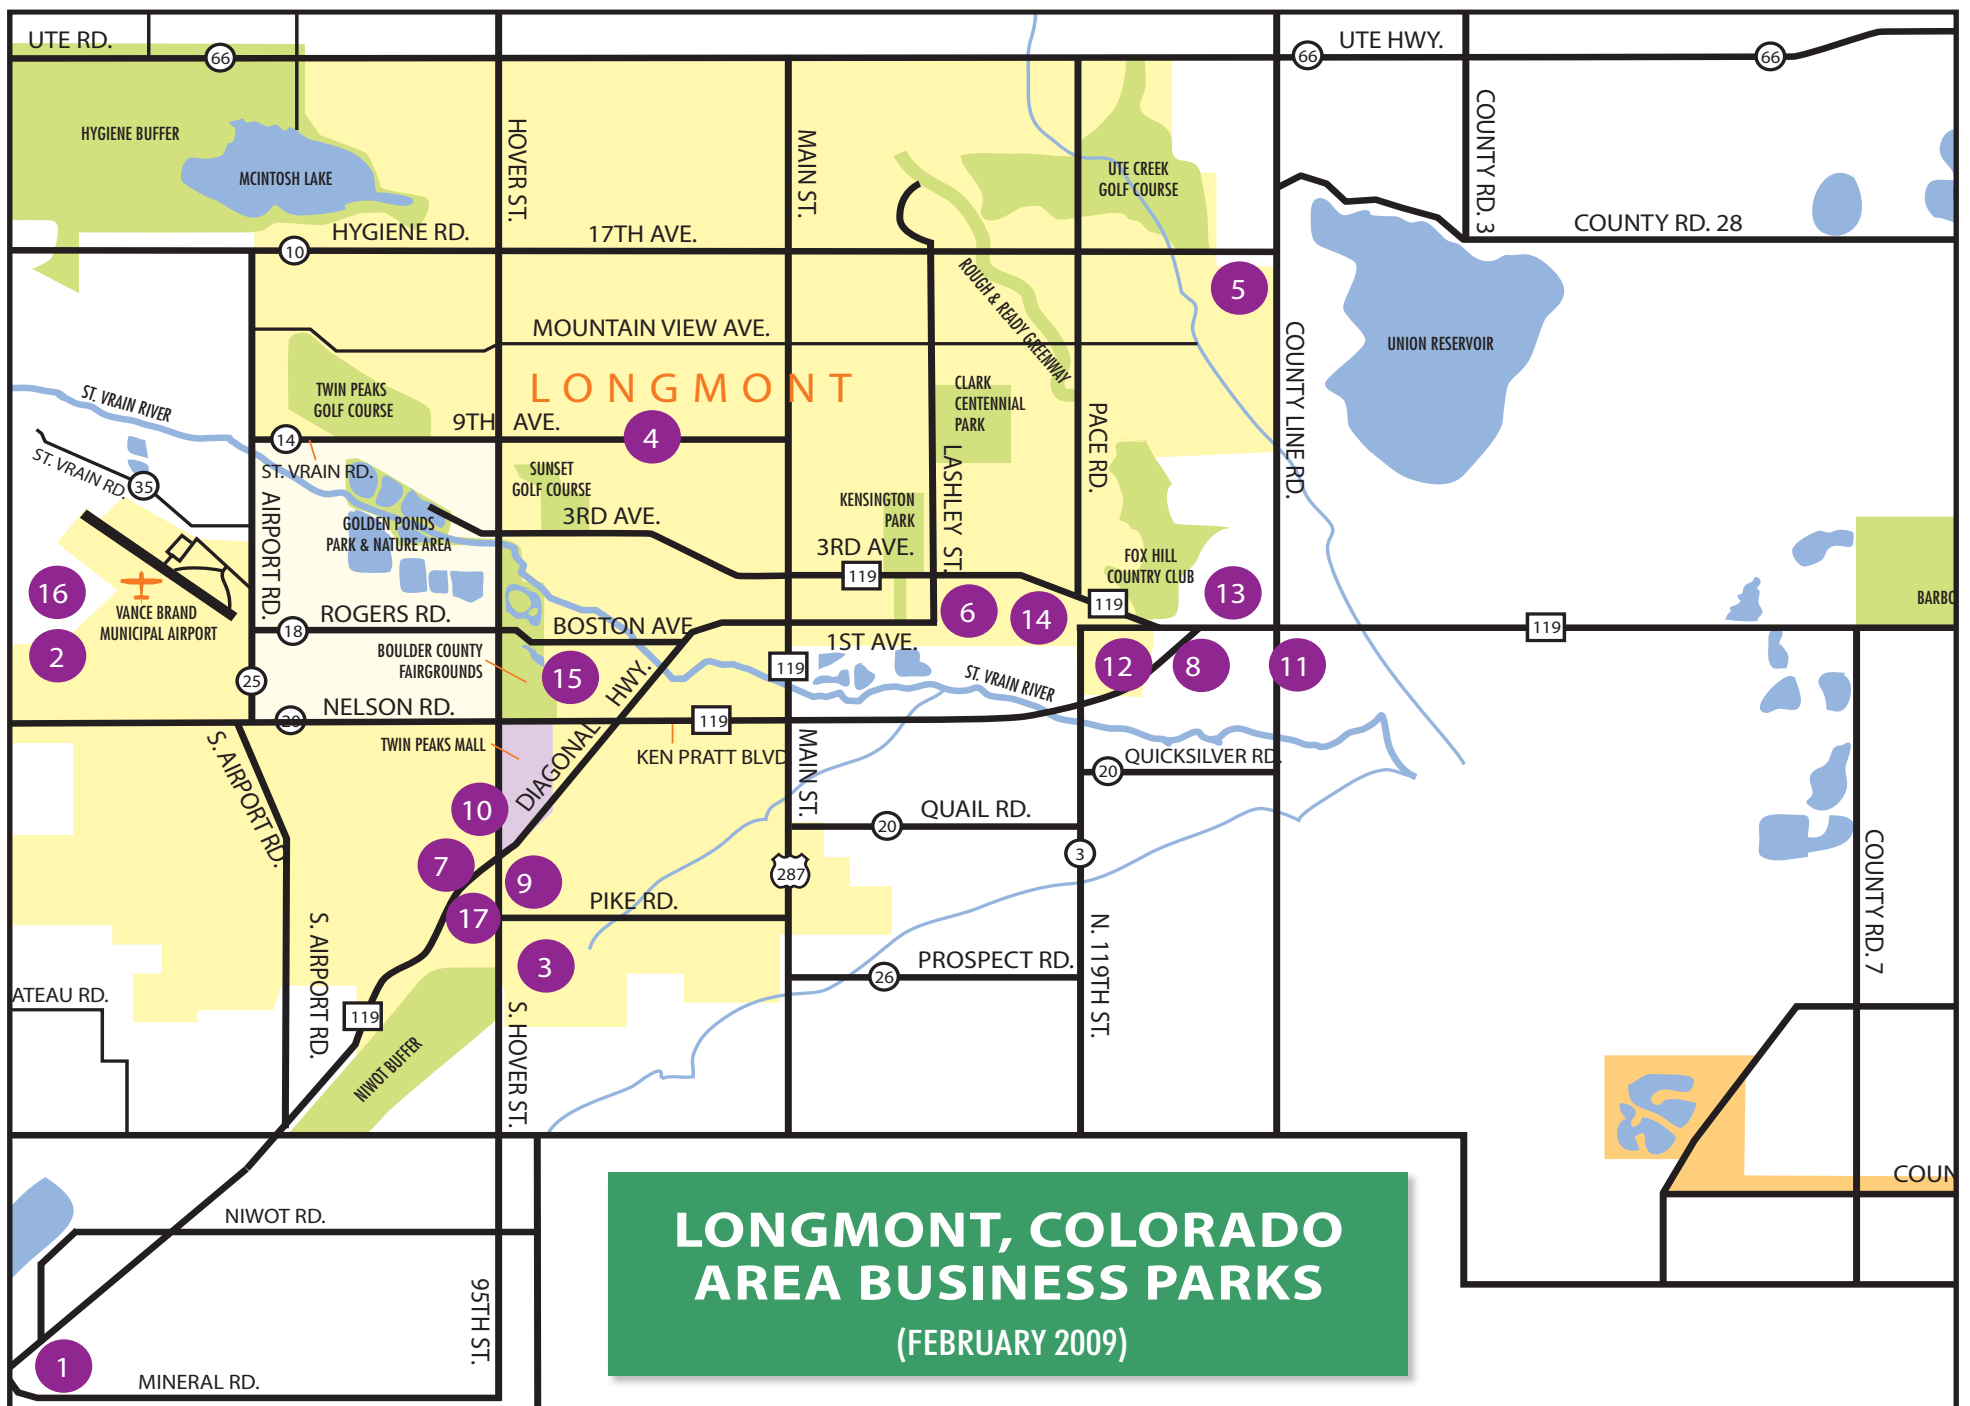 UTE RD.
66
UTE HWY.
66
66
HYGIENE BUFFER
MCINTOSH LAKE
HOVER ST.
MAIN ST.
UTE CREEK
GOLF COURSE
COUNTY RD. 3
COUNTY RD. 28
HYGIENE RD.
10
17TH AVE.
ROUGH & READY GREENWAY
5
MOUNTAIN VIEW AVE.
COUNTY LINE RD.
UNION RESERVOIR
LONGMONT
TWIN PEAKS
GOLF COURSE
ST. VRAIN RIVER
CLARK
CENTENNIAL
PARK
PACE RD.
9TH AVE.
14
4
ST. VRAIN RD.
ST. VRAIN RD.
35
SUNSET
GOLF COURSE
LASHLEY ST.
KENSINGTON
PARK
AIRPORT RD.
GOLDEN PONDS
PARK & NATURE AREA
3RD AVE.
3RD AVE.
119
FOX HILL
COUNTRY CLUB
16
VANCE BRAND
MUNICIPAL AIRPORT
2
13
6
14
119
119
BARBO
ROGERS RD.
18
BOSTON AVE
1ST AVE.
BOULDER COUNTY
FAIRGROUNDS
15
119
ST. VRAIN RIVER
12
8
11
25
NELSON RD.
20
119
DIAGONAL HWY.
KEN PRATT BLVD.
TWIN PEAKS MALL
MAIN ST.
QUICKSILVER RD.
20
S. AIRPORT RD.
10
QUAIL RD.
20
3
7
9
287
COUNTY RD. 7
17
PIKE RD.
S. AIRPORT RD.
N. 119TH ST.
3
PROSPECT RD.
26
ATEAU RD.
119
S. HOVER ST.
NIWOT BUFFER
COUN
NIWOT RD.
95TH ST.
1
MINERAL RD.
LONGMONT, COLORADO
AREA BUSINESS PARKS
(FEBRUARY 2009)